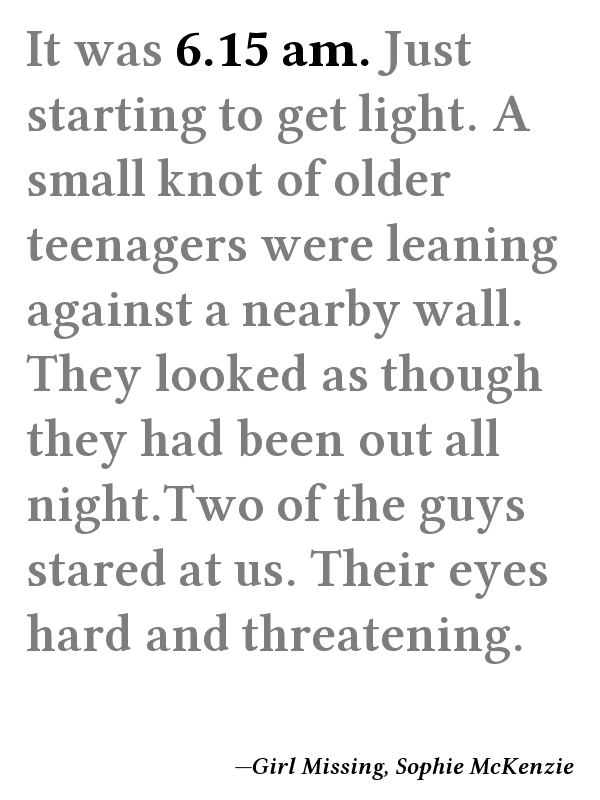 It was 6.15 am. Just
starting to get light. A
small knot of older
teenagers were leaning
against a nearby wall.
They looked as though
they had been out all
night.Two of the guys
stared at us. Their eyes
hard and threatening.
—Girl Missing, Sophie McKenzie